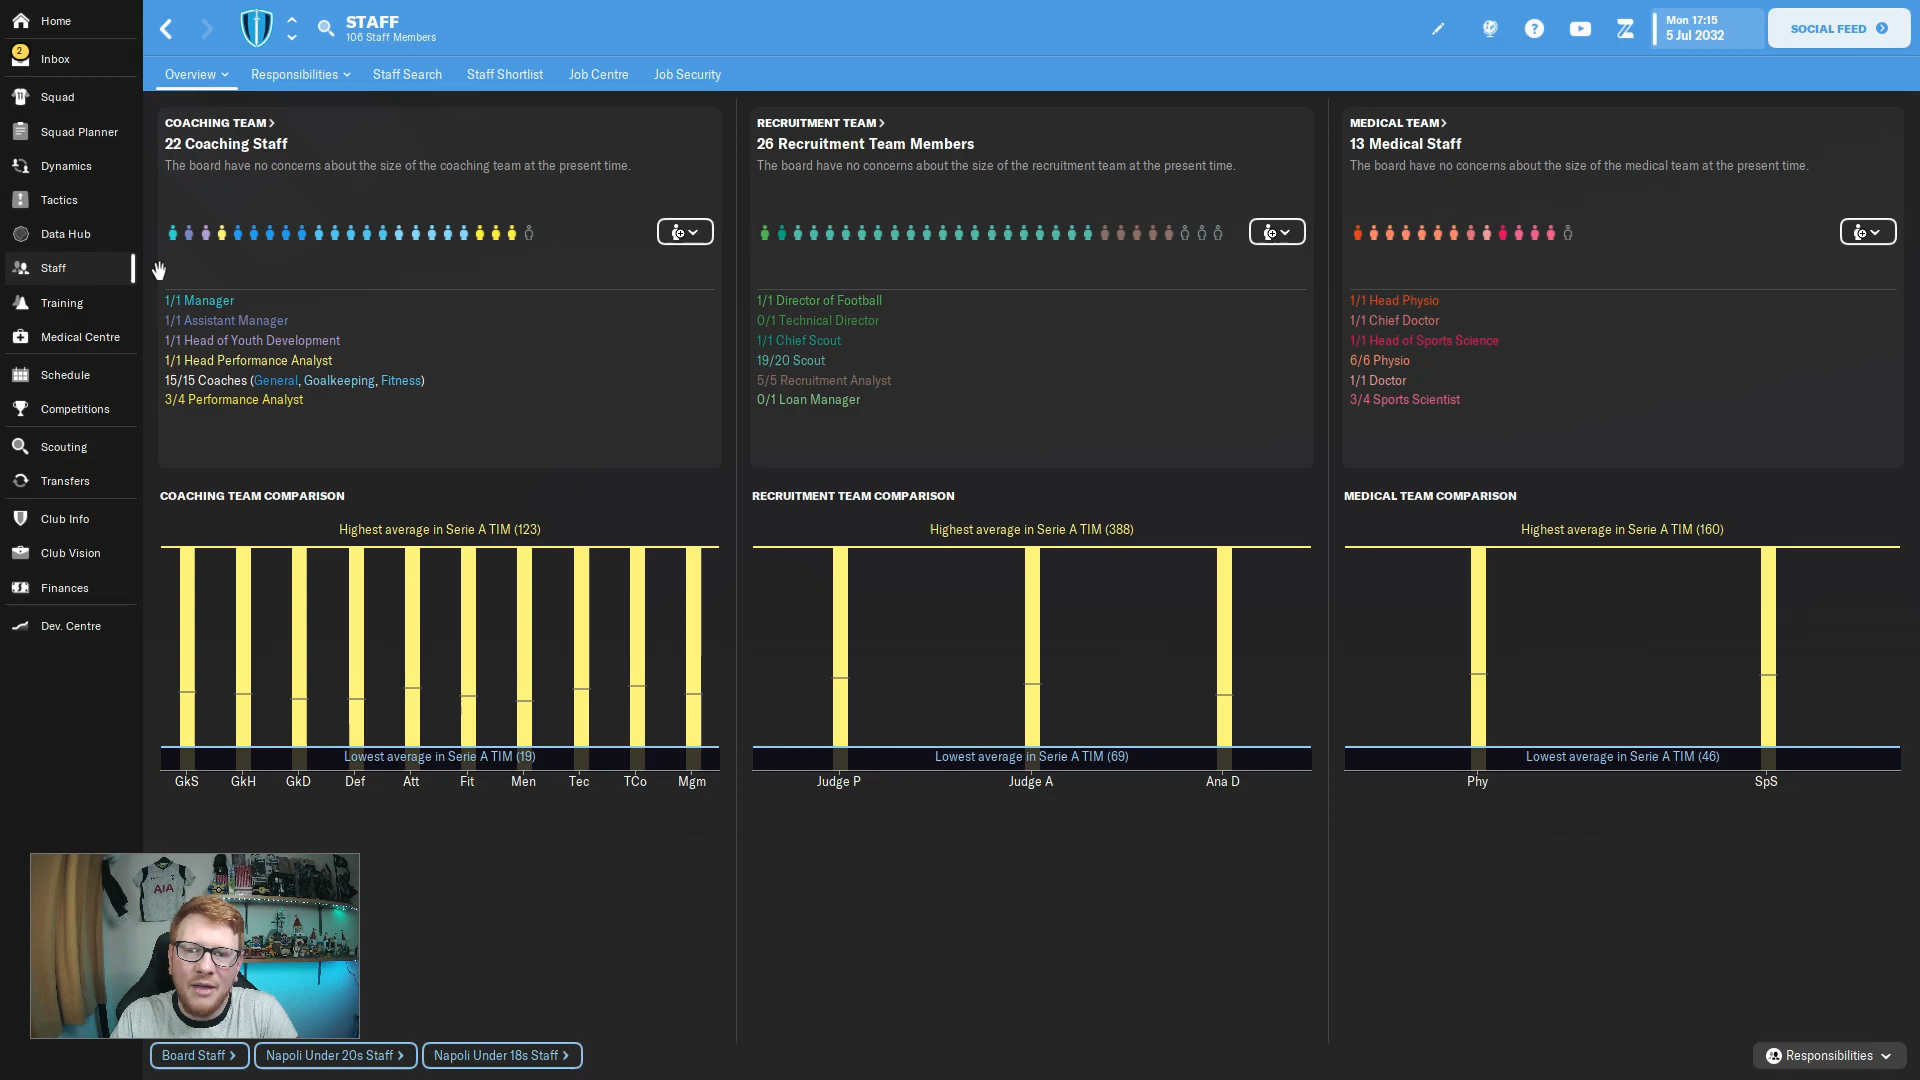 Home
2
Inbox
Squad
Squad Planner
Dynamics
Tactics
Data Hub
Staff
Training
Medical Centre
Schedule
Competitions
Scouting
Transfers
Club Info
Club Vision
Finances
Dev. Centre
STAFF
106 Staff Members
Mon 17:15
5 Jul 2032
SOCIAL FEED
Overview
Responsibilities
Staff Search
Staff Shortlist
Job Centre
Job Security
COACHING TEAM
22 Coaching Staff
The board have no concerns about the size of the coaching team at the present time.
1/1 Manager
1/1 Assistant Manager
1/1 Head of Youth Development
1/1 Head Performance Analyst
15/15 Coaches (General, Goalkeeping, Fitness)
3/4 Performance Analyst
RECRUITMENT TEAM
26 Recruitment Team Members
The board have no concerns about the size of the recruitment team at the present time.
1/1 Director of Football
0/1 Technical Director
1/1 Chief Scout
19/20 Scout
5/5 Recruitment Analyst
0/1 Loan Manager
MEDICAL TEAM
13 Medical Staff
The board have no concerns about the size of the medical team at the present time.
1/1 Head Physio
1/1 Chief Doctor
1/1 Head of Sports Science
6/6 Physio
1/1 Doctor
3/4 Sports Scientist
COACHING TEAM COMPARISON
Highest average in Serie A TIM (123)
Lowest average in Serie A TIM (19)
GkS GkH GkD Def Att Fit Men Tec TCo Mgm
RECRUITMENT TEAM COMPARISON
Highest average in Serie A TIM (388)
Lowest average in Serie A TIM (69)
Judge P Judge A Ana D
MEDICAL TEAM COMPARISON
Highest average in Serie A TIM (160)
Lowest average in Serie A TIM (46)
Phy SpS
AIA
Board Staff
Napoli Under 20s Staff
Napoli Under 18s Staff
Responsibilities